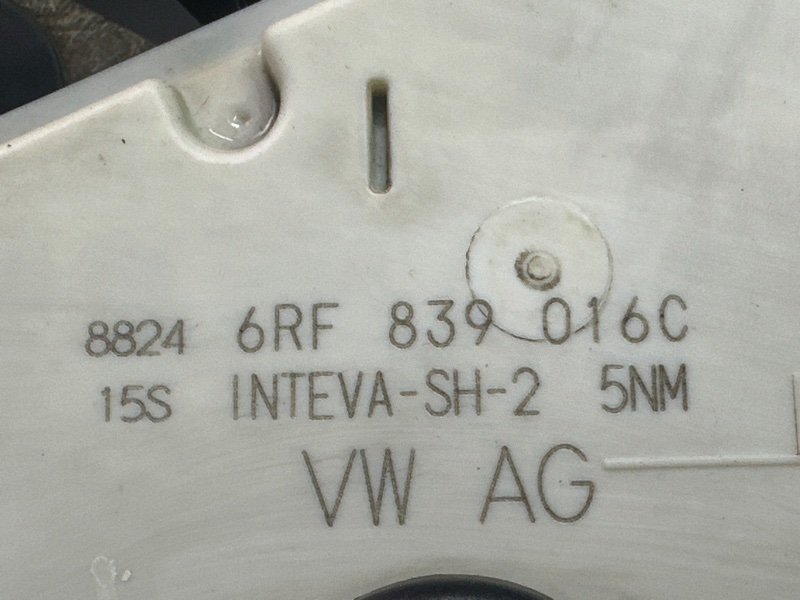 8824 6RF 839 016C
15S INTEVA-SH-2 5NM
VW AG